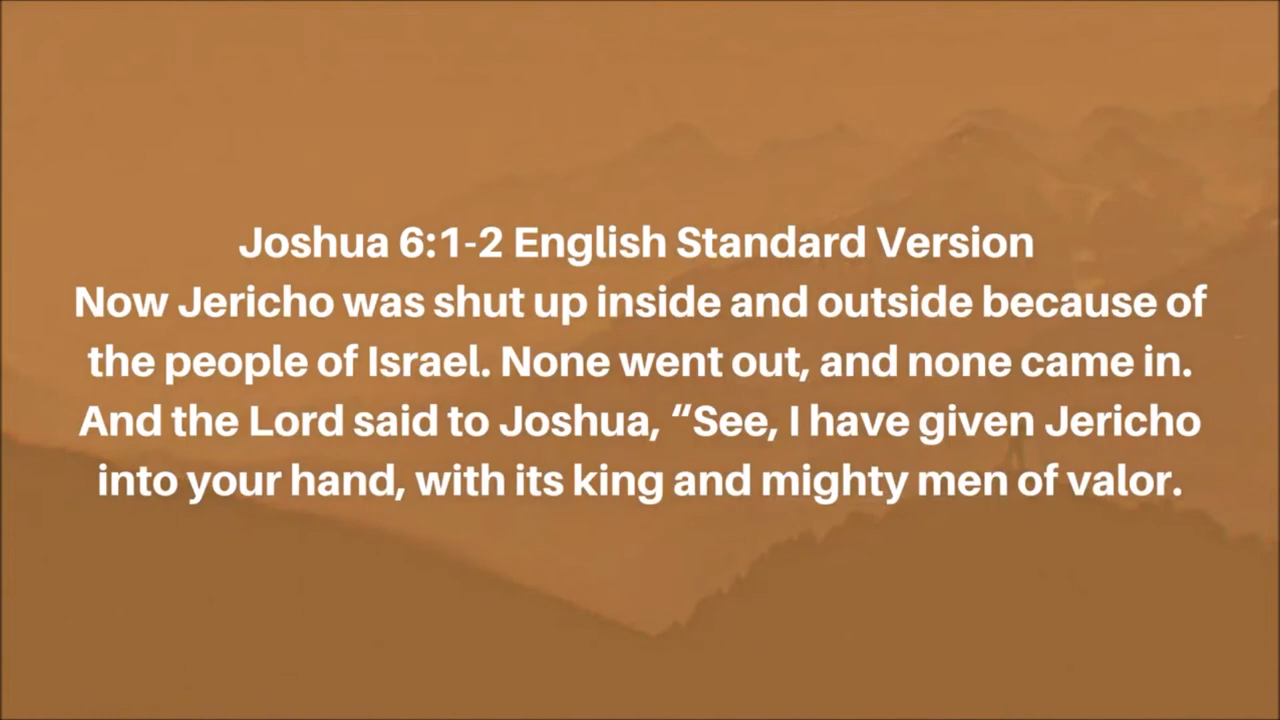 Joshua 6:1-2 English Standard Version
Now Jericho was shut up inside and outside because of
the people of Israel. None went out, and none came in.
And the Lord said to Joshua, “See, I have given Jericho
into your hand, with its king and mighty men of valor.